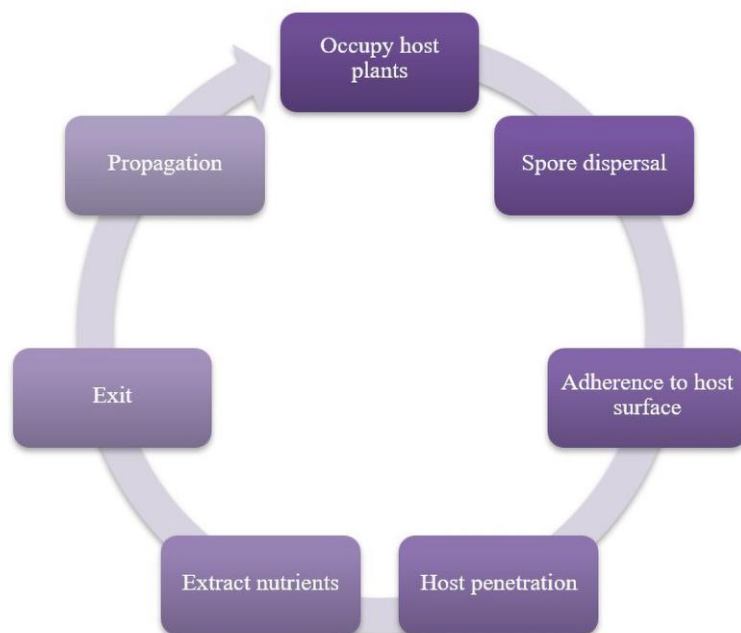 Occupy host
plants
Spore dispersal
Adherence to host
surface
Host penetration
Extract nutrients
Exit
Propagation